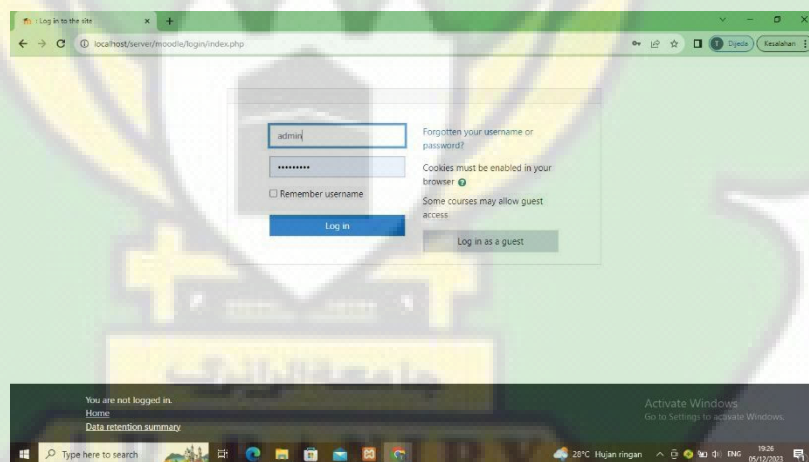 : Log in to the site
localhost/server/moodle/login/index.php
Dijeda
Kesalahan
admin
Forgotten your username or
password?
Cookies must be enabled in your
browser
Remember username
Some courses may allow guest
access
Log in
Log in as a guest
جامعة الرانيري
You are not logged in.
Home
Data retention summary
Activate Windows
Go to Settings to activate Windows.
Type here to search
28°C Hujan ringan
ENG
19:26
05/12/2023